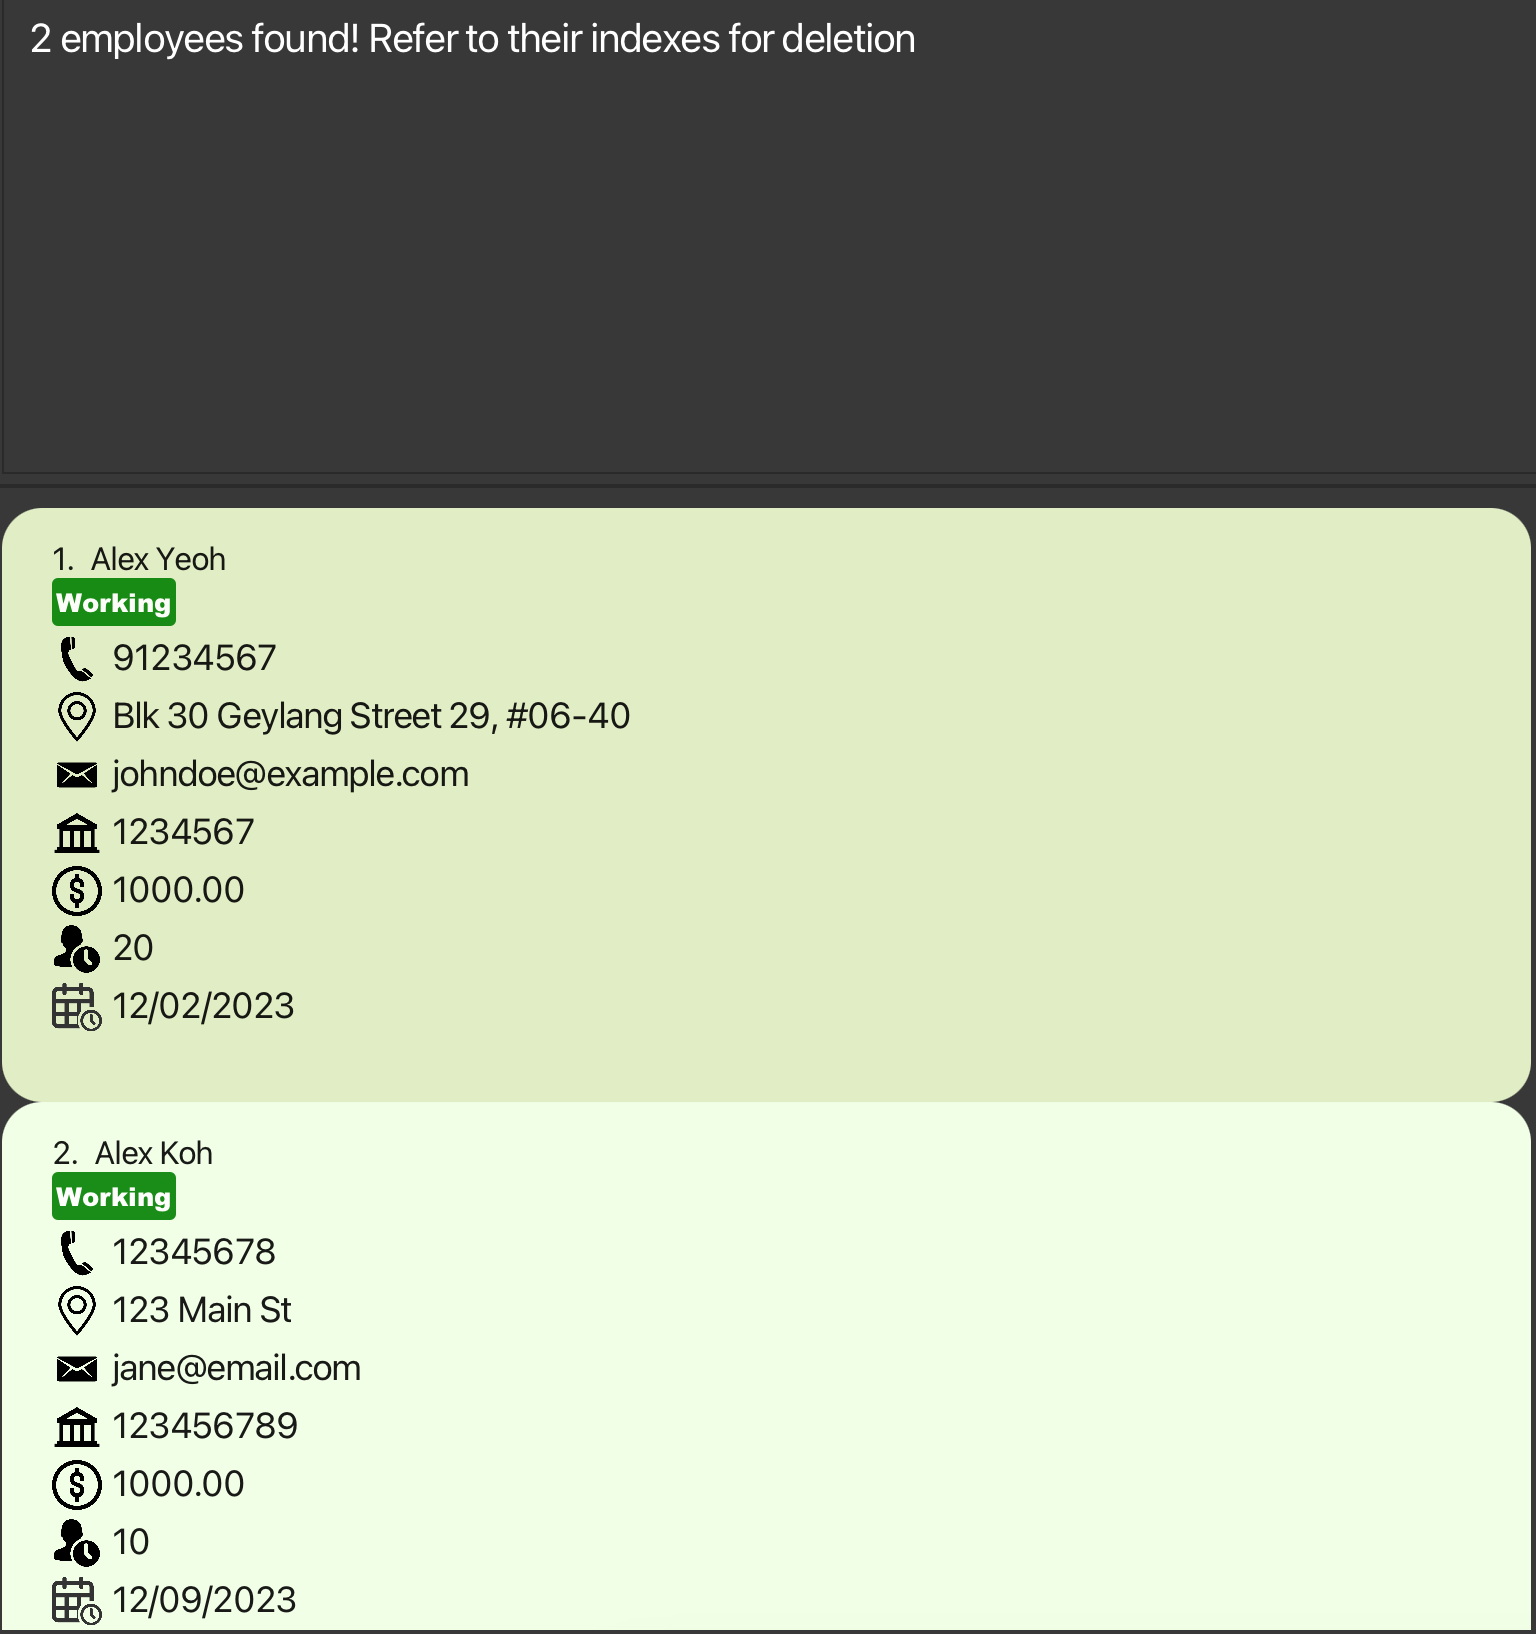 2 employees found! Refer to their indexes for deletion
1. Alex Yeoh
Working
91234567
Blk 30 Geylang Street 29, #06-40
johndoe@example.com
1234567
$ 1000.00
20
12/02/2023
2. Alex Koh
Working
12345678
123 Main St
jane@email.com
123456789
$ 1000.00
10
12/09/2023